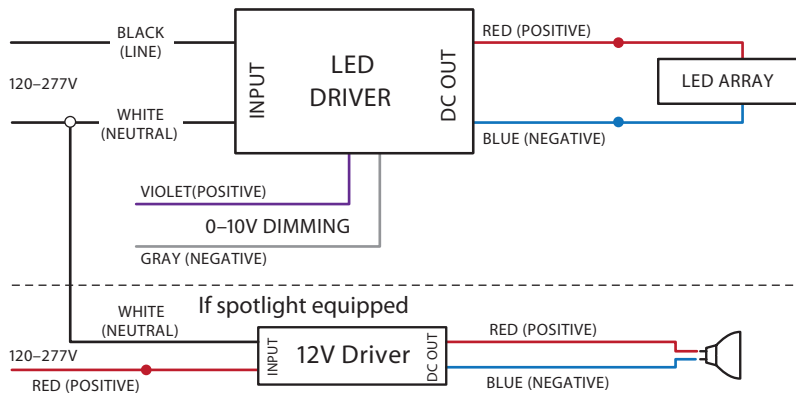 BLACK
(LINE)
120–277V
WHITE
(NEUTRAL)
INPUT
LED
DRIVER
DC OUT
RED (POSITIVE)
LED ARRAY
BLUE (NEGATIVE)
VIOLET(POSITIVE)
0–10V DIMMING
GRAY (NEGATIVE)
If spotlight equipped
WHITE
(NEUTRAL)
120–277V
RED (POSITIVE)
INPUT
12V Driver
DC OUT
RED (POSITIVE)
BLUE (NEGATIVE)